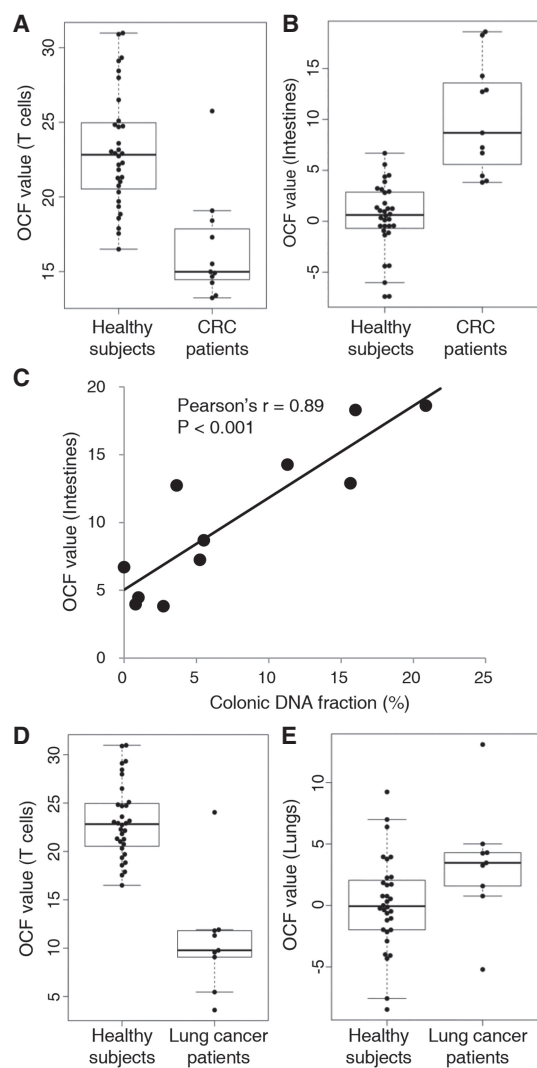 A
OCF value (T cells)
30
25
20
15
Healthy
subjects
CRC
patients
B
OCF value (Intestines)
15
10
5
0
-5
Healthy
subjects
CRC
patients
C
OCF value (Intestines)
20
15
10
5
0
Pearson's r = 0.89
P < 0.001
0 5 10 15 20 25
Colonic DNA fraction (%)
D
OCF value (T cells)
30
25
20
15
10
5
Healthy
subjects
Lung cancer
patients
E
OCF value (Lungs)
10
5
0
-5
Healthy
subjects
Lung cancer
patients